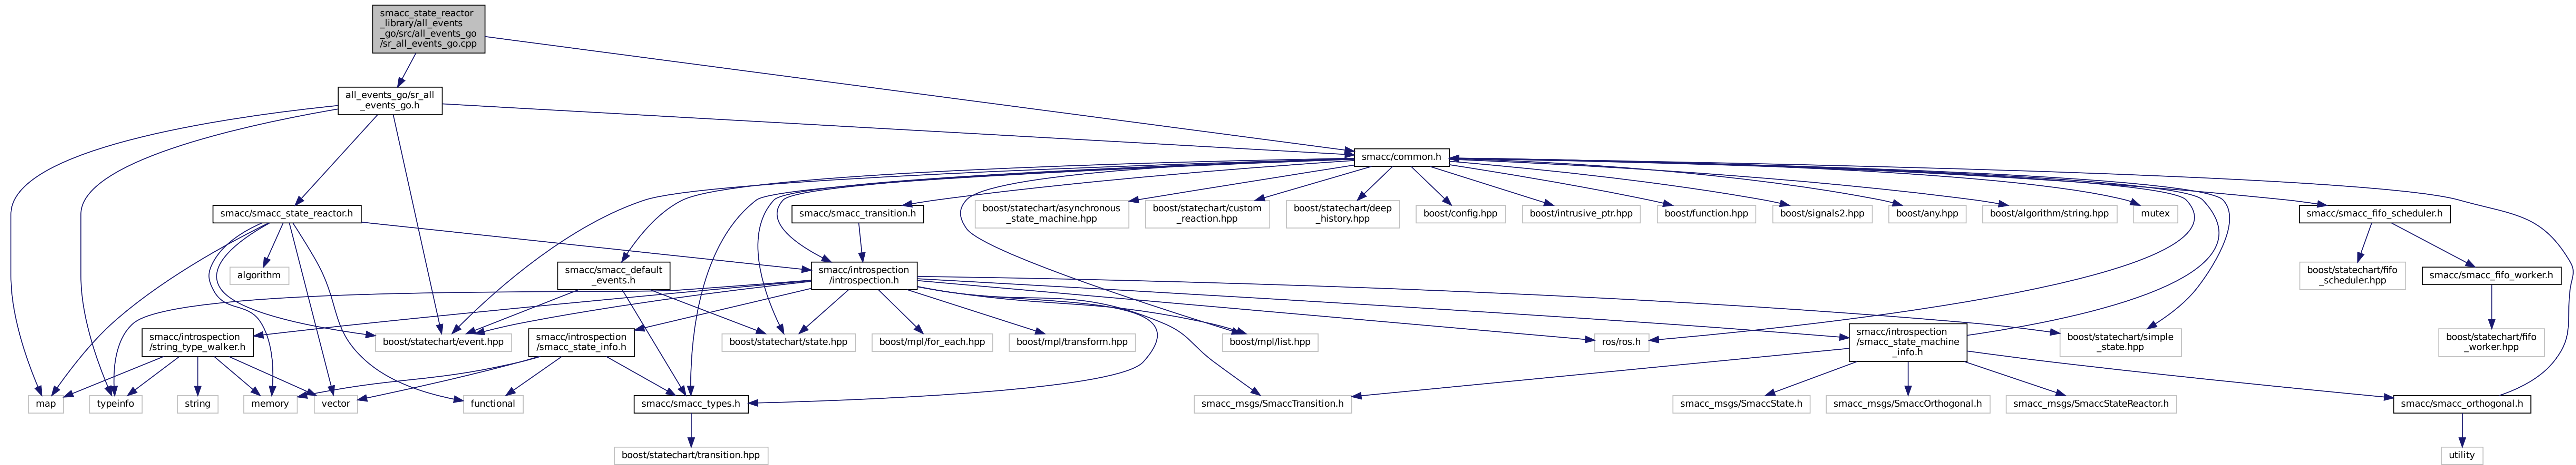 smacc_state_reactor
_library/all_events
_go/src/all_events_go
/sr_all_events_go.cpp
all_events_go/sr_all
_events_go.h
smacc/common.h
smacc/smacc_state_reactor.h
smacc/smacc_transition.h
boost/statechart/asynchronous
_state_machine.hpp
boost/statechart/custom
_reaction.hpp
boost/statechart/deep
_history.hpp
boost/config.hpp
boost/intrusive_ptr.hpp
boost/function.hpp
boost/signals2.hpp
boost/any.hpp
boost/algorithm/string.hpp
mutex
smacc/smacc_fifo_scheduler.h
algorithm
smacc/smacc_default
_events.h
smacc/introspection
/introspection.h
boost/statechart/fifo
_scheduler.hpp
smacc/smacc_fifo_worker.h
smacc/introspection
/string_type_walker.h
boost/statechart/event.hpp
smacc/introspection
/smacc_state_info.h
boost/statechart/state.hpp
boost/mpl/for_each.hpp
boost/mpl/transform.hpp
boost/mpl/list.hpp
ros/ros.h
smacc/introspection
/smacc_state_machine
_info.h
boost/statechart/simple
_state.hpp
boost/statechart/fifo
_worker.hpp
map
typeinfo
string
memory
vector
functional
smacc/smacc_types.h
smacc_msgs/SmaccTransition.h
smacc_msgs/SmaccState.h
smacc_msgs/SmaccOrthogonal.h
smacc_msgs/SmaccStateReactor.h
smacc/smacc_orthogonal.h
boost/statechart/transition.hpp
utility